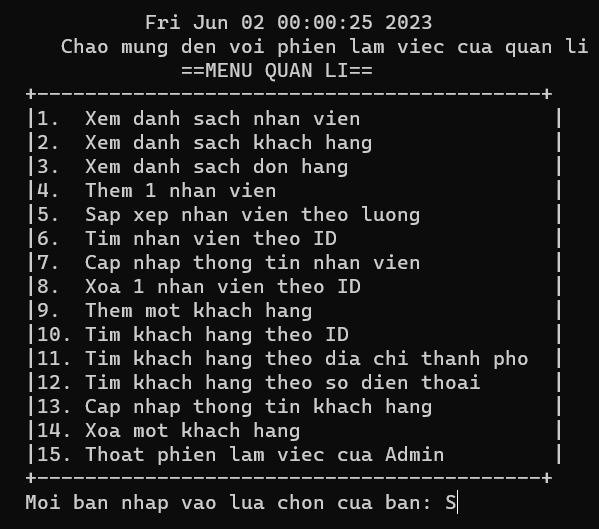 Fri Jun 02 00:00:25 2023
Chao mung den voi phien lam viec cua quan li
==MENU QUAN LI==
+------------------------------------------+
|1.  Xem danh sach nhan vien                |
|2.  Xem danh sach khach hang               |
|3.  Xem danh sach don hang                 |
|4.  Them 1 nhan vien                       |
|5.  Sap xep nhan vien theo luong           |
|6.  Tim nhan vien theo ID                  |
|7.  Cap nhap thong tin nhan vien           |
|8.  Xoa 1 nhan vien theo ID                |
|9.  Them mot khach hang                    |
|10. Tim khach hang theo ID                 |
|11. Tim khach hang theo dia chi thanh pho  |
|12. Tim khach hang theo so dien thoai      |
|13. Cap nhap thong tin khach hang          |
|14. Xoa mot khach hang                     |
|15. Thoat phien lam viec cua Admin         |
+------------------------------------------+
Moi ban nhap vao lua chon cua ban: S